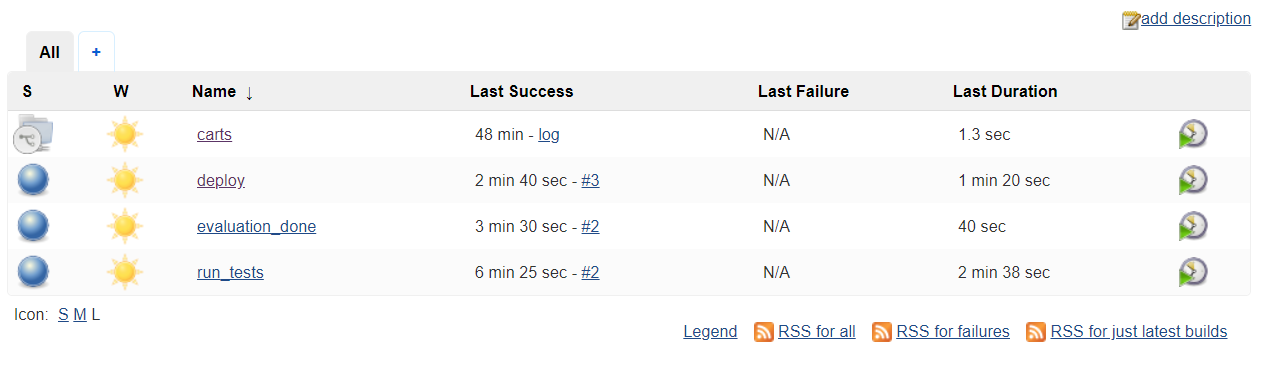 add description
All +
S W Name ↓ Last Success Last Failure Last Duration
carts 48 min - log N/A 1.3 sec
deploy 2 min 40 sec - #3 N/A 1 min 20 sec
evaluation_done 3 min 30 sec - #2 N/A 40 sec
run_tests 6 min 25 sec - #2 N/A 2 min 38 sec
Icon: S M L
Legend RSS for all RSS for failures RSS for just latest builds